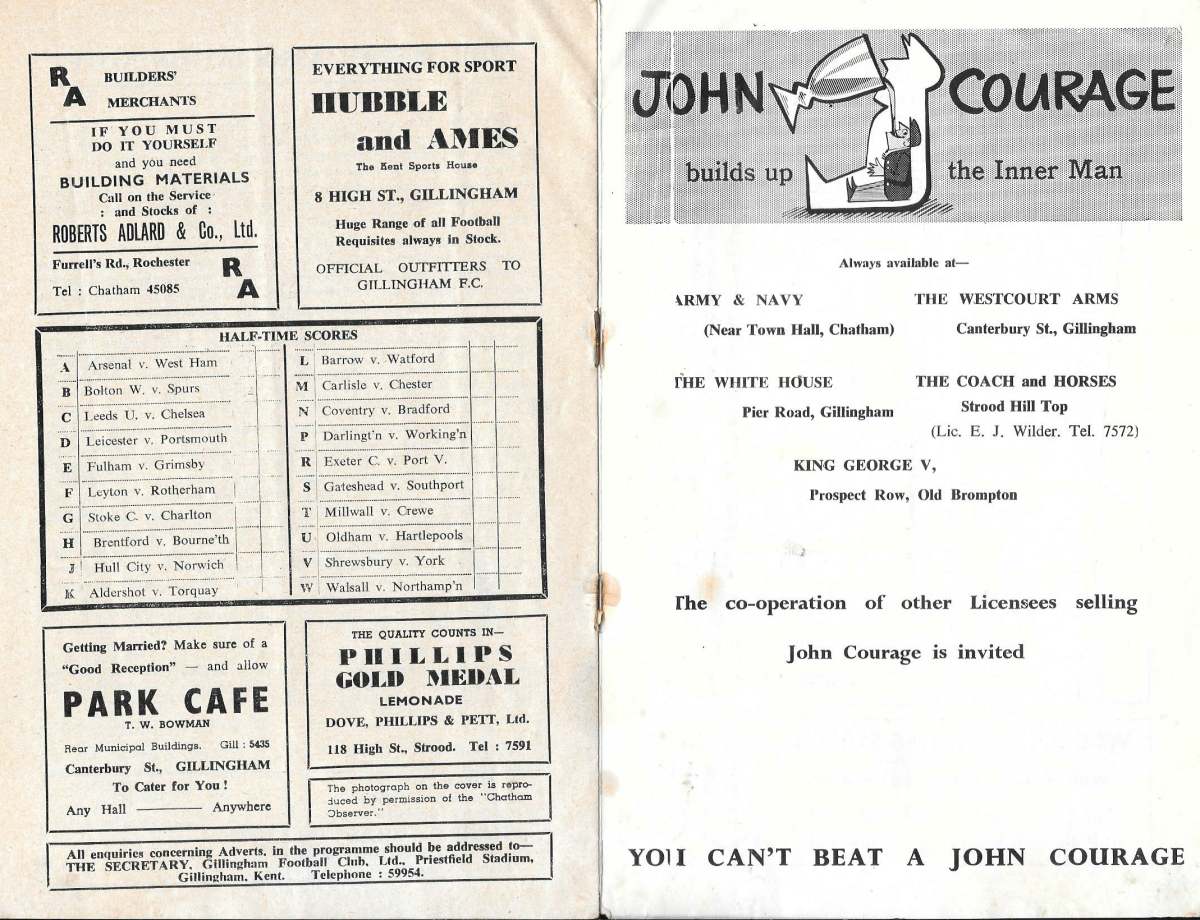 R A
BUILDERS'
MERCHANTS
IF YOU MUST
DO IT YOURSELF
and you need
BUILDING MATERIALS
Call on the Service
: and Stocks of :
ROBERTS ADLARD & Co., Ltd.
Furrell's Rd., Rochester
Tel : Chatham 45085
R A
EVERYTHING FOR SPORT
HUBBLE
and AMES
The Kent Sports House
8 HIGH ST., GILLINGHAM
Huge Range of all Football
Requisites always in Stock.
OFFICIAL OUTFITTERS TO
GILLINGHAM F.C.
HALF-TIME SCORES
A Arsenal v. West Ham
B Bolton W. v. Spurs
C Leeds U. v. Chelsea
D Leicester v. Portsmouth
E Fulham v. Grimsby
F Leyton v. Rotherham
G Stoke C. v. Charlton
H Brentford v. Bourne'th
J Hull City v. Norwich
K Aldershot v. Torquay
L Barrow v. Watford
M Carlisle v. Chester
N Coventry v. Bradford
P Darlingt'n v. Working'n
R Exeter C. v. Port V.
S Gateshead v. Southport
T Millwall v. Crewe
U Oldham v. Hartlepools
V Shrewsbury v. York
W Walsall v. Northamp'n
Getting Married? Make sure of a
"Good Reception" — and allow
PARK CAFE
T. W. BOWMAN
Rear Municipal Buildings. Gill : 5435
Canterbury St., GILLINGHAM
To Cater for You !
Any Hall ——— Anywhere
THE QUALITY COUNTS IN—
PHILLIPS
GOLD MEDAL
LEMONADE
DOVE, PHILLIPS & PETT, Ltd.
118 High St., Strood. Tel : 7591
The photograph on the cover is repro-
duced by permission of the "Chatham
Observer."
All enquiries concerning Adverts. in the programme should be addressed to—
THE SECRETARY, Gillingham Football Club, Ltd., Priestfield Stadium,
Gillingham, Kent. Telephone : 59954.
JOHN COURAGE
builds up the Inner Man
Always available at—
ARMY & NAVY
(Near Town Hall, Chatham)
THE WESTCOURT ARMS
Canterbury St., Gillingham
THE WHITE HOUSE
Pier Road, Gillingham
THE COACH and HORSES
Strood Hill Top
(Lic. E. J. Wilder. Tel. 7572)
KING GEORGE V,
Prospect Row, Old Brompton
The co-operation of other Licensees selling
John Courage is invited
YOU CAN'T BEAT A JOHN COURAGE